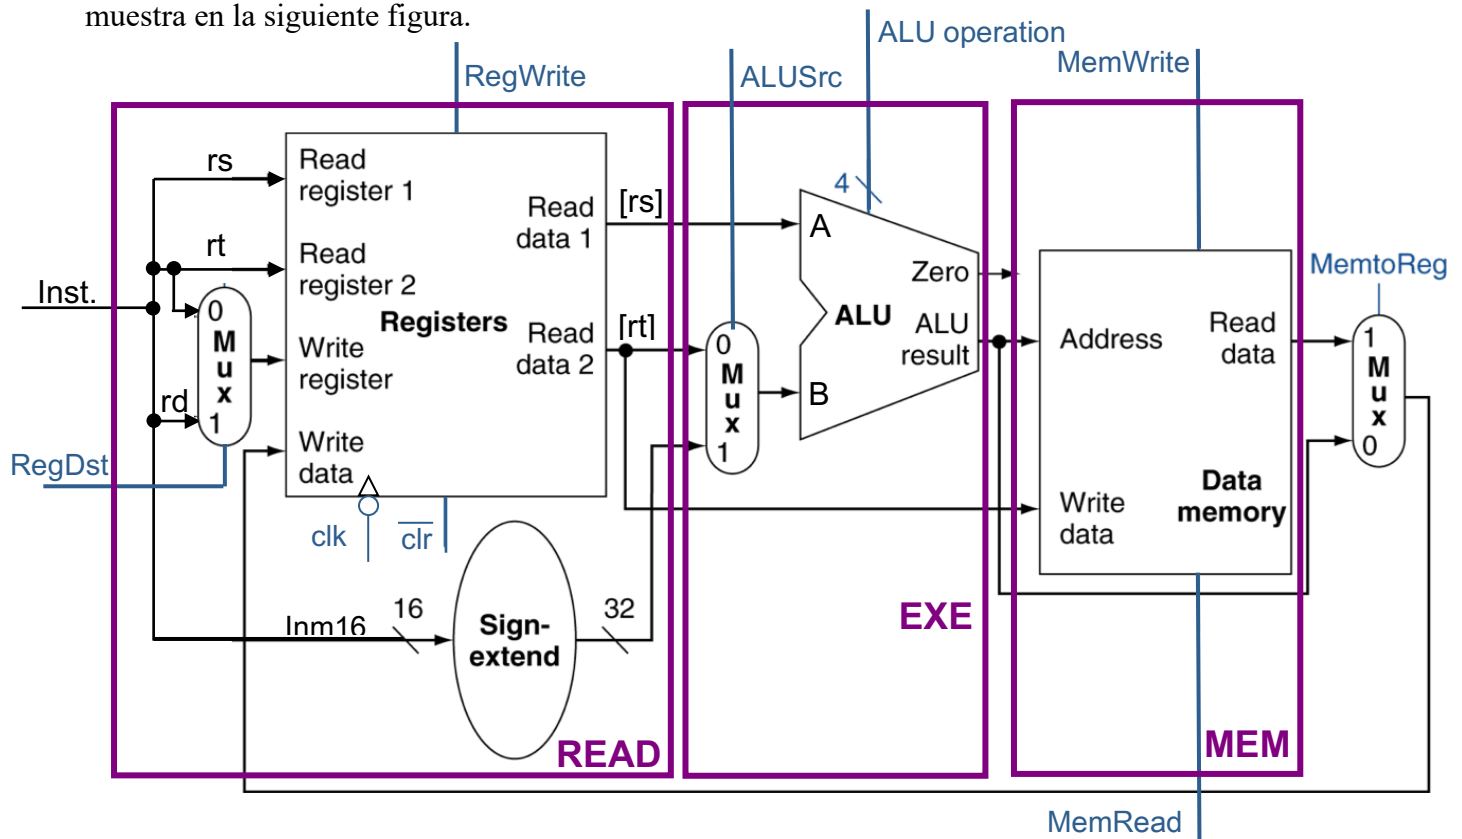 muestra en la siguiente figura.
ALU operation
RegWrite
ALUSrc
MemWrite
rs
Read
register 1
Read
data 1
[rs]
4
A
rt
Read
register 2
Zero
MemtoReg
Inst.
0
Mux
1
Registers
Write
register
Read
data 2
[rt]
0
Mux
1
ALU
ALU
result
B
Address
Read
data
1
Mux
0
rd
Write
data
RegDst
clk
clr
Data
memory
Write
data
Inm16
16
Sign-
extend
32
EXE
READ
MEM
MemRead